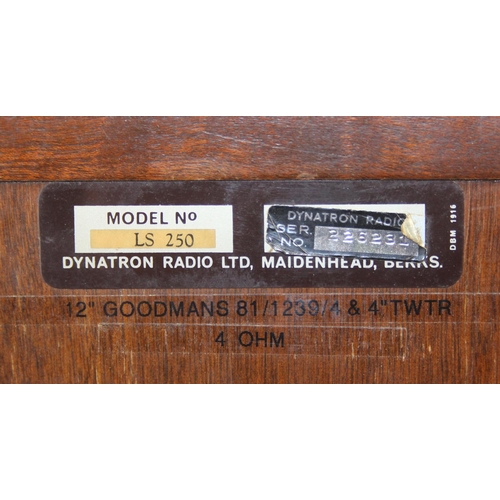 MODEL Nº
LS 250
DYNATRON RADIO
SER. NO. 226231
DYNATRON RADIO LTD, MAIDENHEAD, BERKS.
DBM 1916
12" GOODMANS 81/1239/4 & 4" TWTR
4 OHM